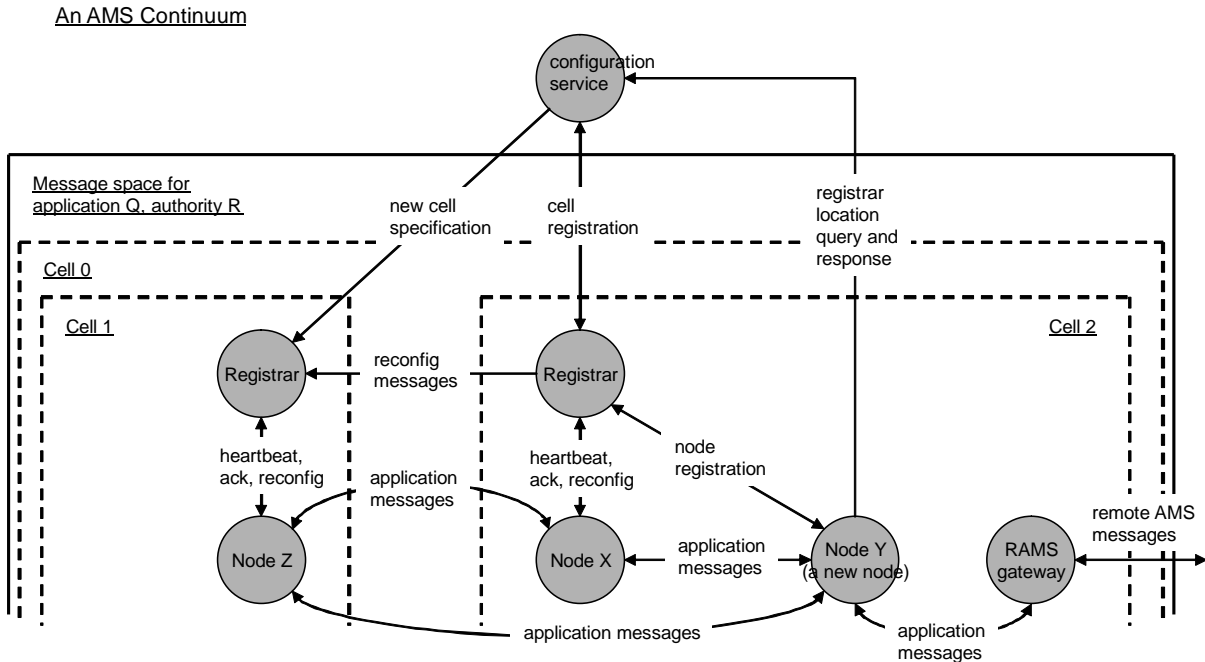 An AMS Continuum
configuration
service
Message space for
application Q, authority R
new cell
specification
cell
registration
registrar
location
query and
response
Cell 0
Cell 1
Cell 2
Registrar
reconfig
messages
Registrar
heartbeat,
ack, reconfig
application
messages
heartbeat,
ack, reconfig
node
registration
remote AMS
messages
Node Z
Node X
application
messages
Node Y
(a new node)
RAMS
gateway
application messages
application
messages